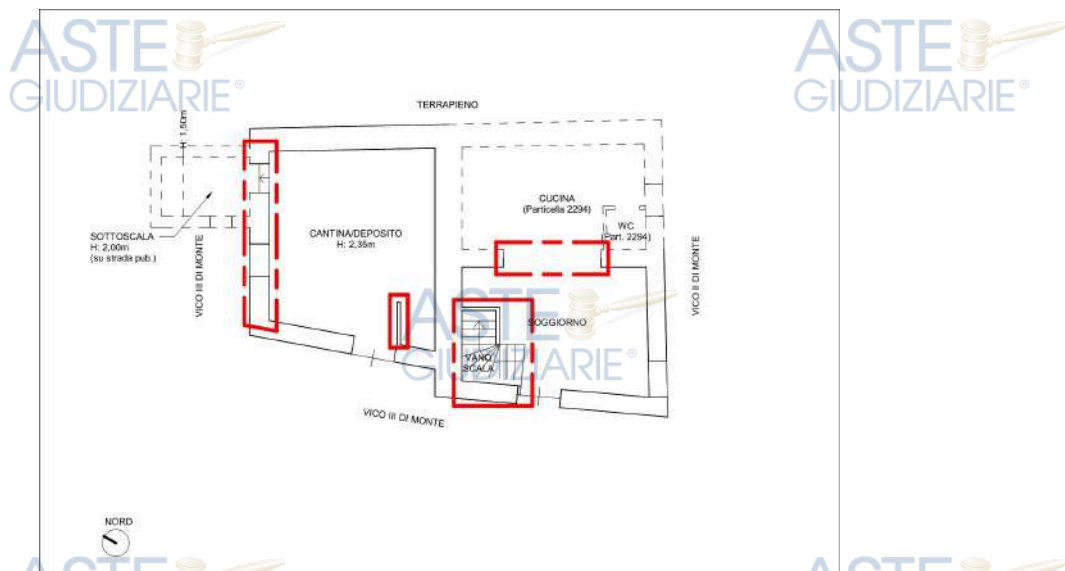 ASTE
GIUDIZIARIE®
ASTE
GIUDIZIARIE®
TERRAPIENO
H: 1,50m
CUCINA
(Particella 2294)
WC
(Part. 2294)
CANTINA/DEPOSITO
H: 2,35m
SOTTOSCALA
H: 2,00m
(su strada pub.)
VICO III DI MONTE
VICO II DI MONTE
ASTE
GIUDIZIARIE®
SOGGIORNO
VANO
SCALA
VICO III DI MONTE
NORD
ASTE
ASTE